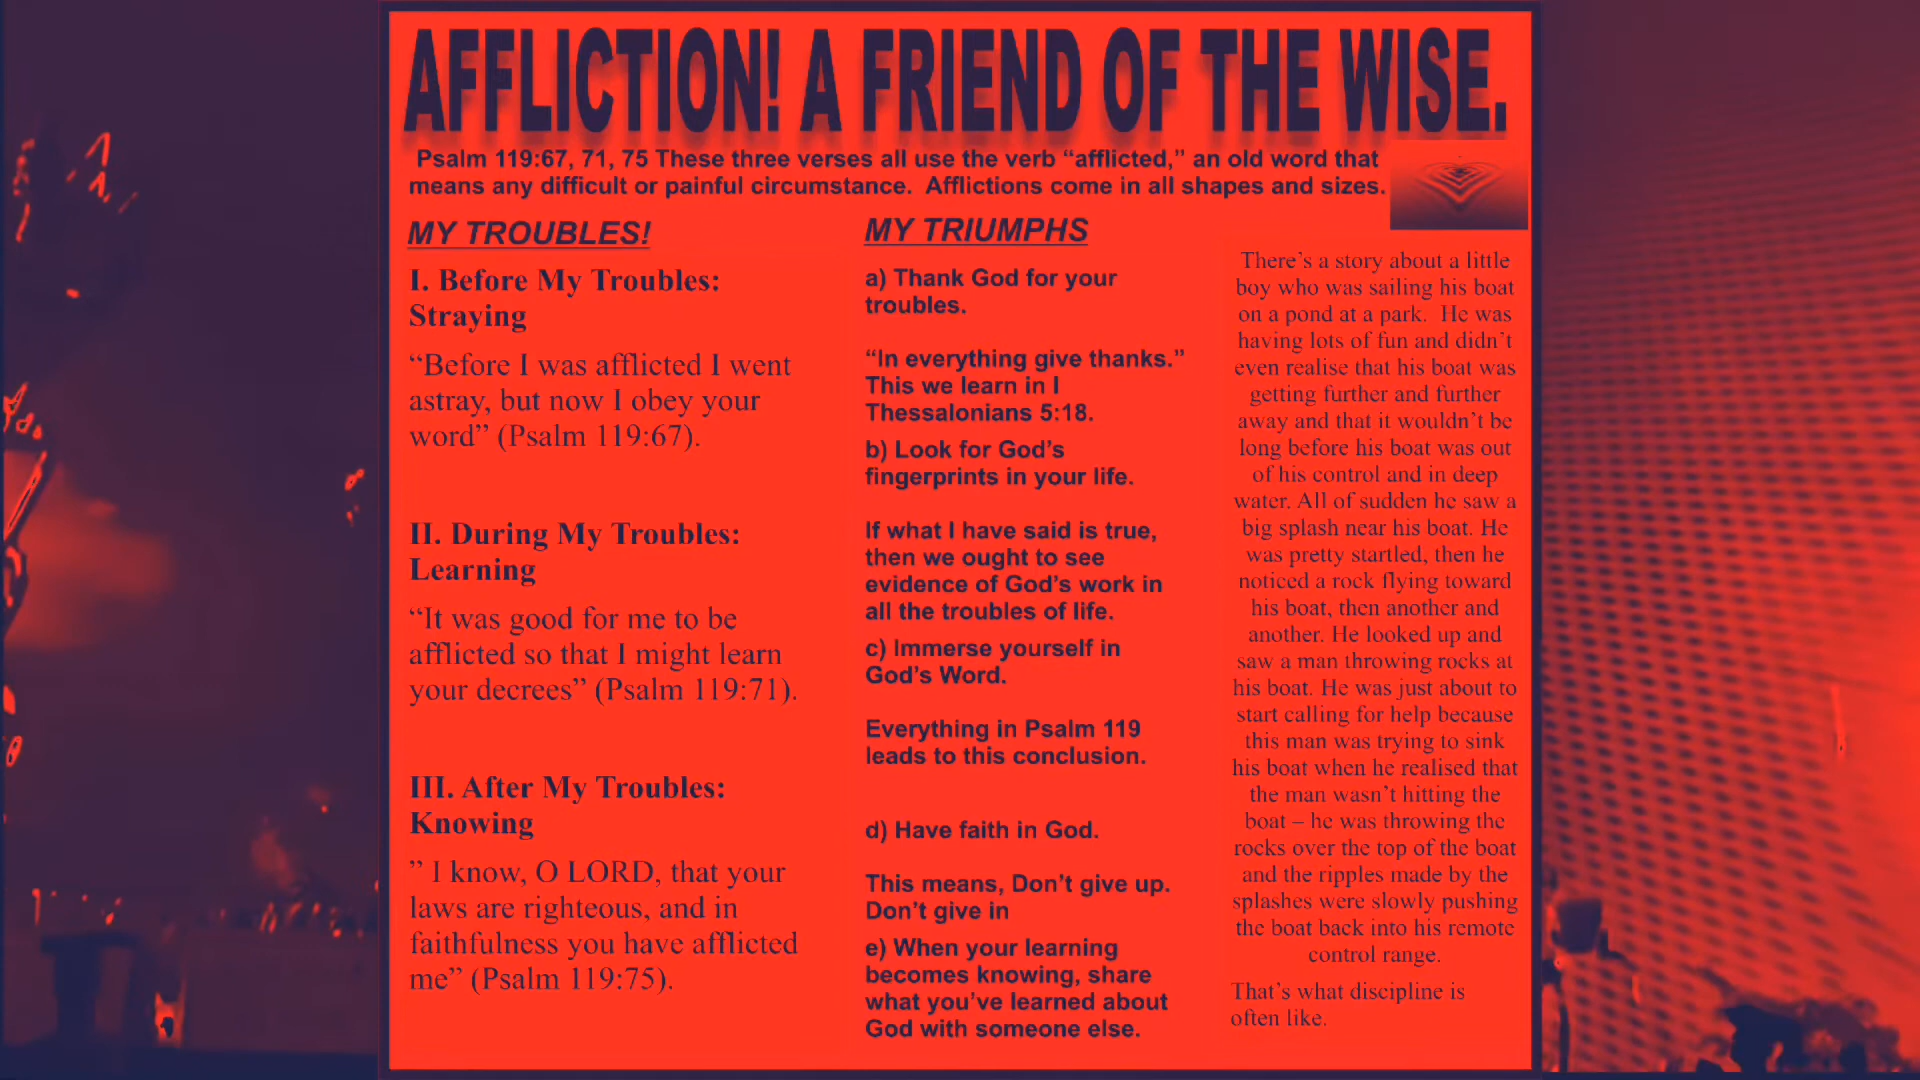 AFFLICTION! A FRIEND OF THE WISE.
Psalm 119:67, 71, 75 These three verses all use the verb “afflicted,” an old word that
means any difficult or painful circumstance.  Afflictions come in all shapes and sizes.
MY TROUBLES!
I. Before My Troubles:
Straying
“Before I was afflicted I went
astray, but now I obey your
word” (Psalm 119:67).
II. During My Troubles:
Learning
“It was good for me to be
afflicted so that I might learn
your decrees” (Psalm 119:71).
III. After My Troubles:
Knowing
” I know, O LORD, that your
laws are righteous, and in
faithfulness you have afflicted
me” (Psalm 119:75).
MY TRIUMPHS
a) Thank God for your
troubles.
“In everything give thanks.”
This we learn in I
Thessalonians 5:18.
b) Look for God’s
fingerprints in your life.
If what I have said is true,
then we ought to see
evidence of God’s work in
all the troubles of life.
c) Immerse yourself in
God’s Word.
Everything in Psalm 119
leads to this conclusion.
d) Have faith in God.
This means, Don’t give up.
Don’t give in
e) When your learning
becomes knowing, share
what you’ve learned about
God with someone else.
There’s a story about a little
boy who was sailing his boat
on a pond at a park.  He was
having lots of fun and didn’t
even realise that his boat was
getting further and further
away and that it wouldn’t be
long before his boat was out
of his control and in deep
water. All of sudden he saw a
big splash near his boat. He
was pretty startled, then he
noticed a rock flying toward
his boat, then another and
another. He looked up and
saw a man throwing rocks at
his boat. He was just about to
start calling for help because
this man was trying to sink
his boat when he realised that
the man wasn’t hitting the
boat – he was throwing the
rocks over the top of the boat
and the ripples made by the
splashes were slowly pushing
the boat back into his remote
control range.
That’s what discipline is
often like.